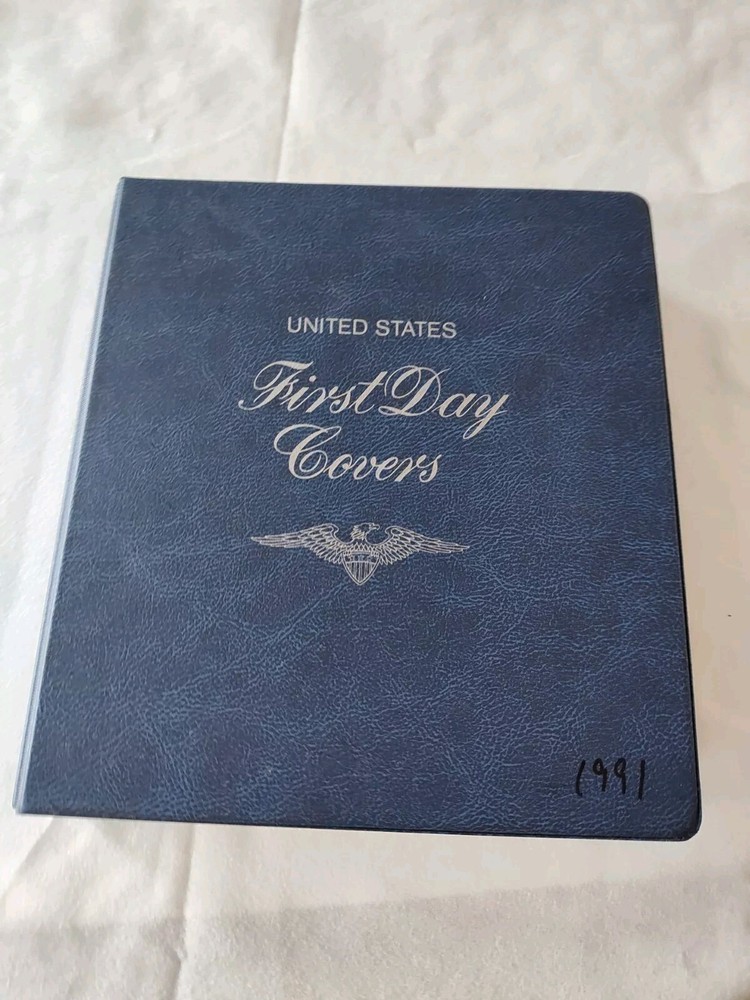 UNITED STATES
First Day
Covers
1991